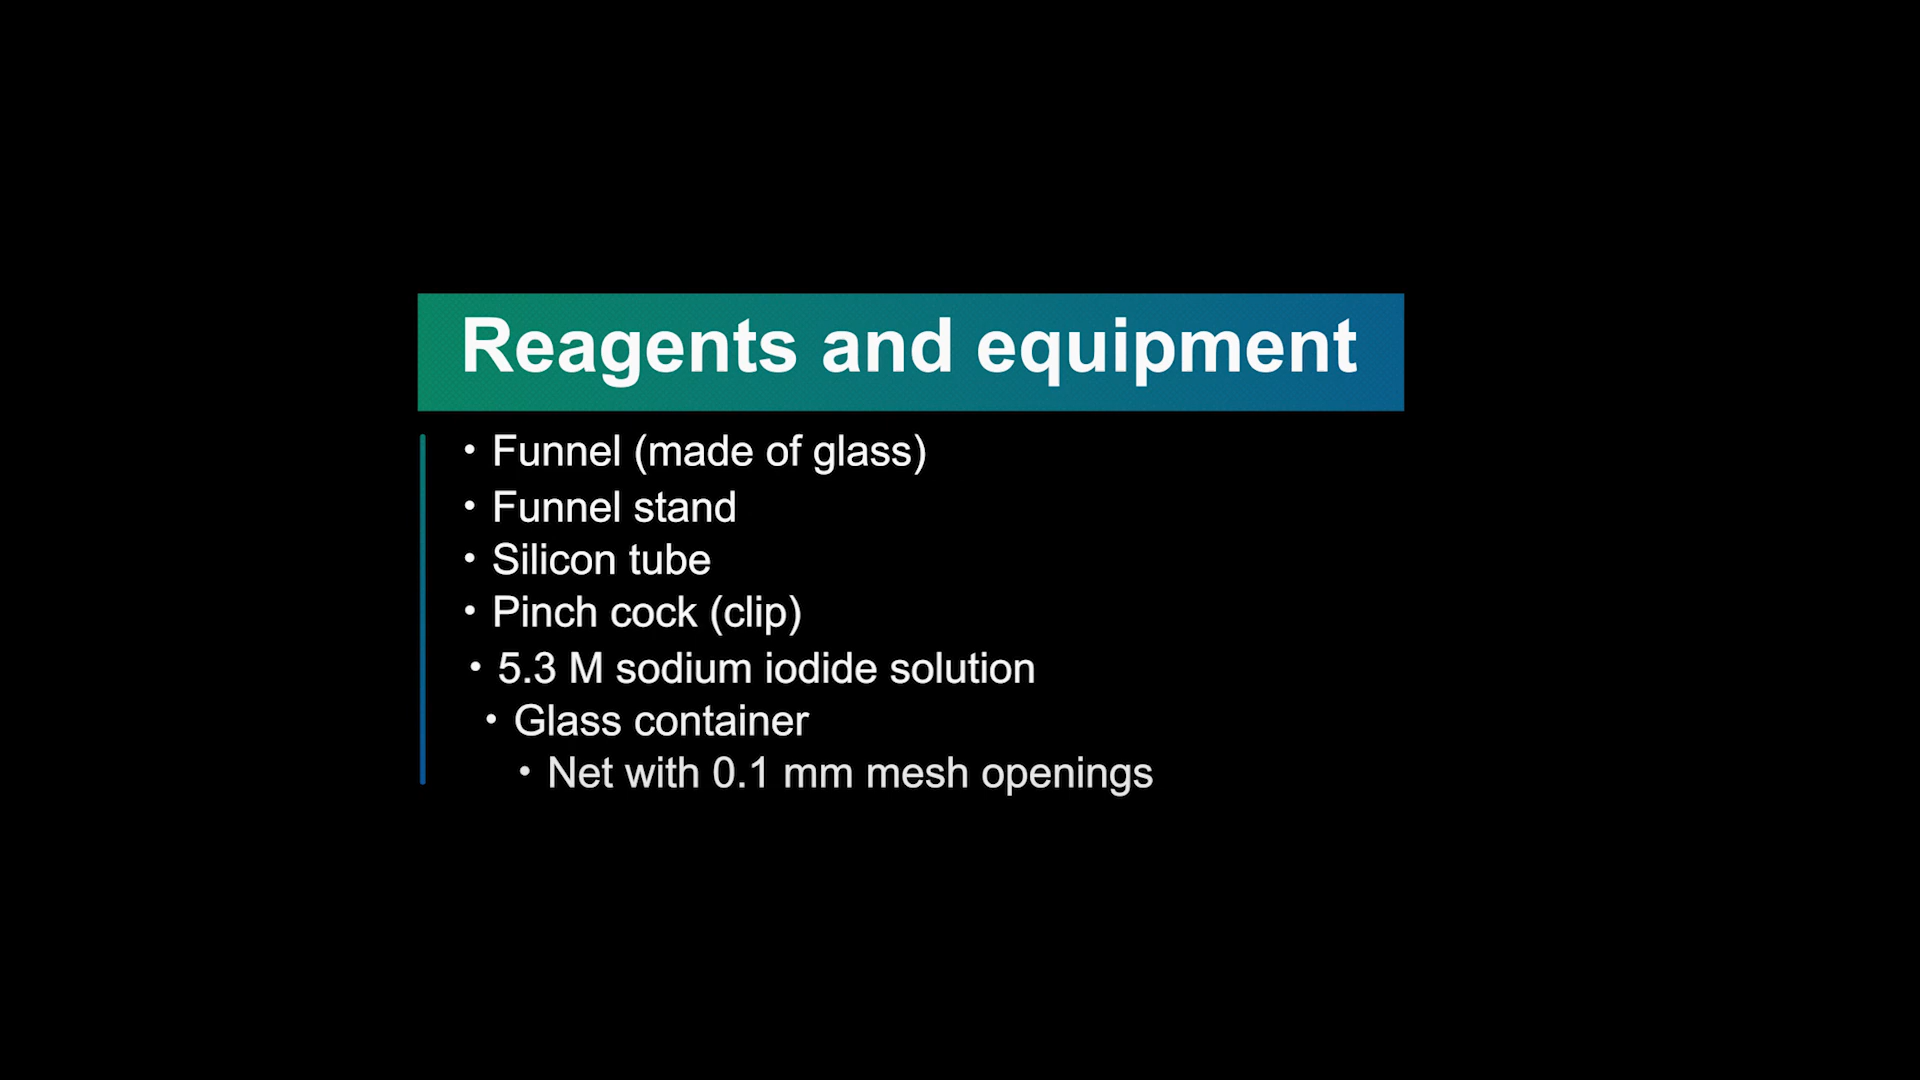 Reagents and equipment
• Funnel (made of glass)
• Funnel stand
• Silicon tube
• Pinch cock (clip)
• 5.3 M sodium iodide solution
• Glass container
• Net with 0.1 mm mesh openings